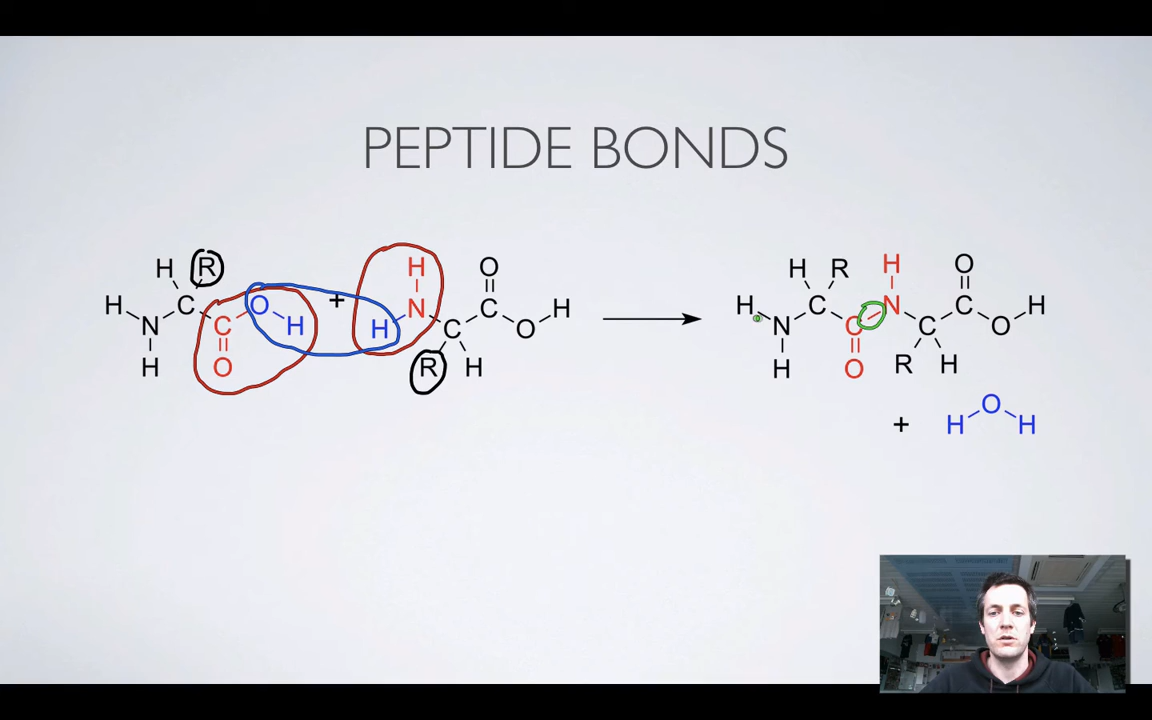 PEPTIDE BONDS
H R H O H R H O
H N C C O H + H N C C O H H N C C N C C O H
H O R H H O R H
+ H O H